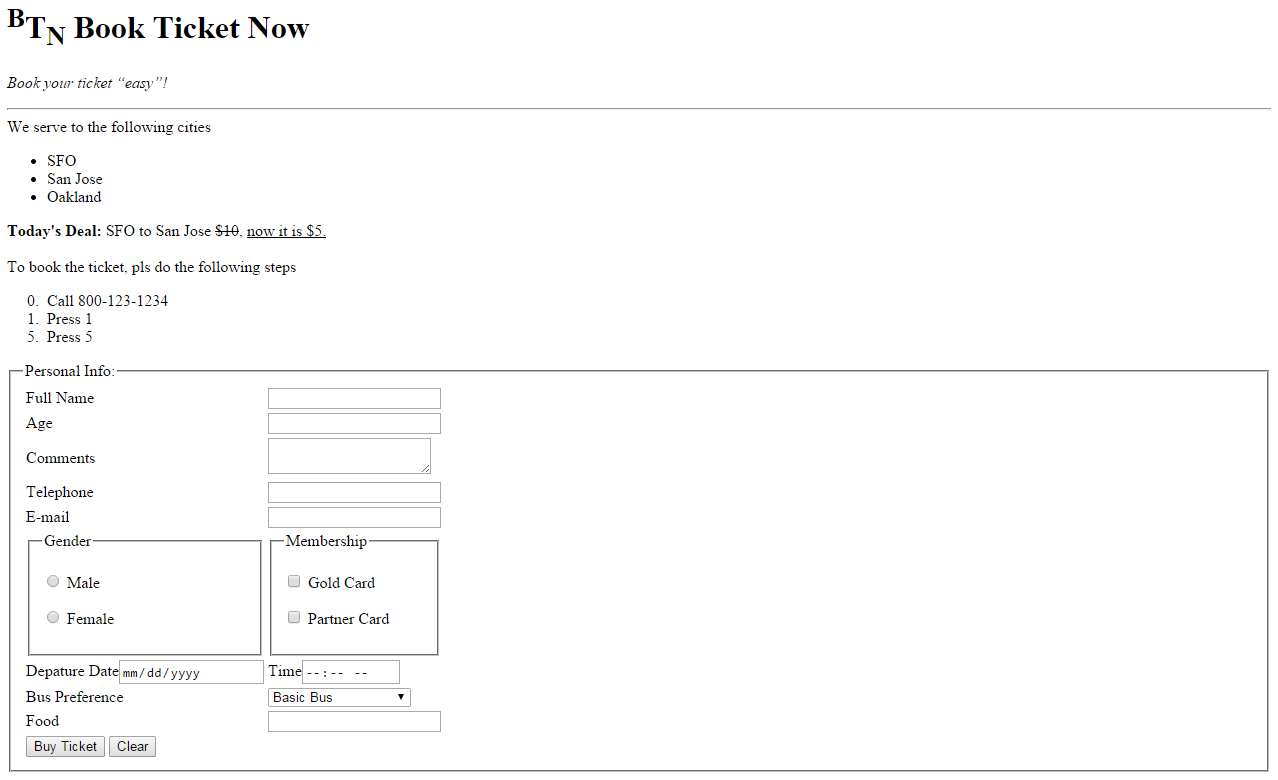 BTN Book Ticket Now
Book your ticket “easy”!
We serve to the following cities
• SFO
• San Jose
• Oakland
Today's Deal: SFO to San Jose $10, now it is $5.
To book the ticket, pls do the following steps
0. Call 800-123-1234
1. Press 1
5. Press 5
Personal Info:
Full Name
Age
Comments
Telephone
E-mail
Gender Membership
Male Gold Card
Female Partner Card
Depature Date mm/dd/yyyy Time --:-- --
Bus Preference Basic Bus
Food
Buy Ticket Clear